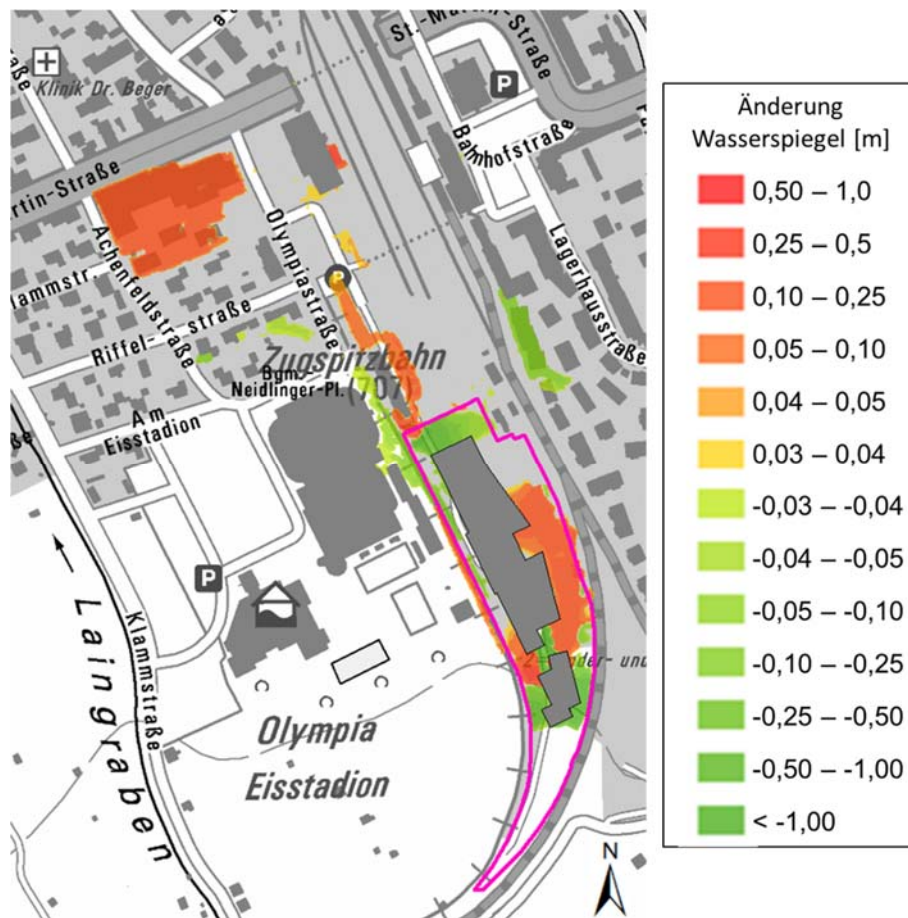 St.-Martin-Straße
Klinik Dr. Beger
P
Bahnhofstraße
rtin-Straße
Olympiastraße
Lagerhausstraße
Achenfeldstraße
lammstr.
P
Riffel-straße
Zugspitzbahn
(707)
Bgm.-
Neidlinger-Pl.
Am
Eisstadion
P
Laingraben
Klammstraße
Olympia
Eisstadion
N
Änderung
Wasserspiegel [m]
0,50 – 1,0
0,25 – 0,5
0,10 – 0,25
0,05 – 0,10
0,04 – 0,05
0,03 – 0,04
-0,03 – -0,04
-0,04 – -0,05
-0,05 – -0,10
-0,10 – -0,25
-0,25 – -0,50
-0,50 – -1,00
< -1,00